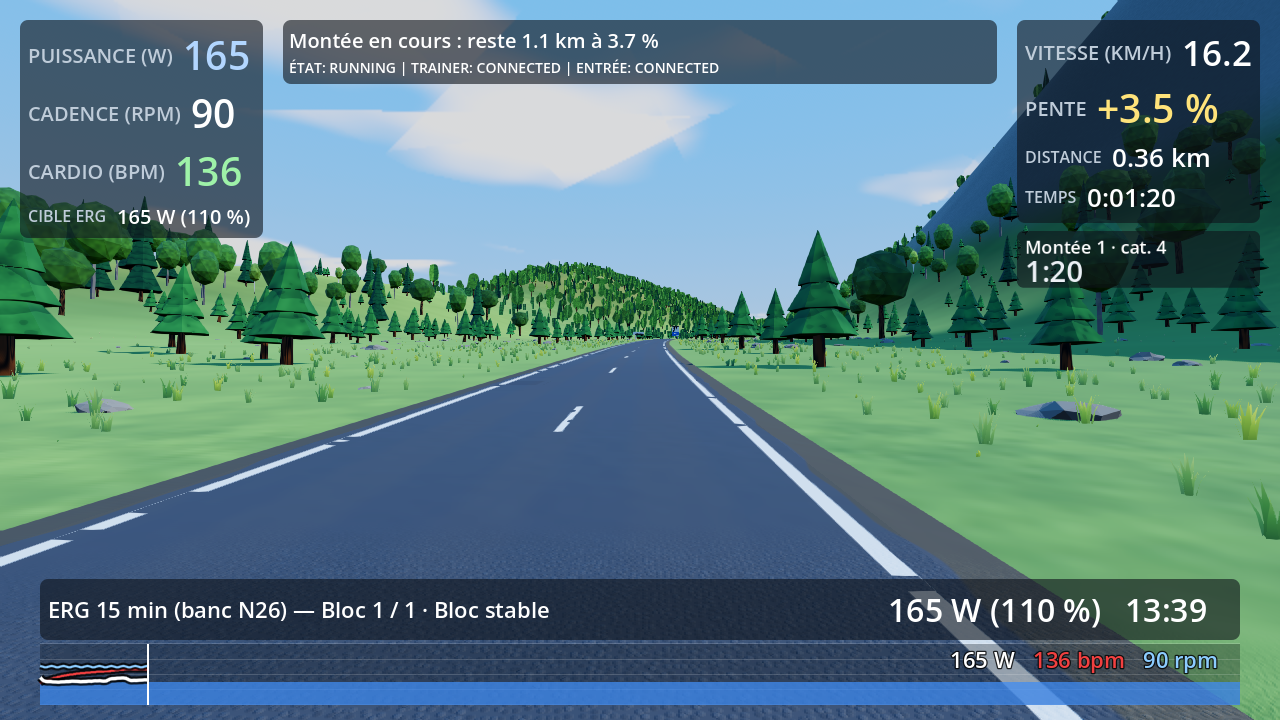 PUISSANCE (W) 165
CADENCE (RPM) 90
CARDIO (BPM) 136
CIBLE ERG 165 W (110 %)
Montée en cours : reste 1.1 km à 3.7 %
ÉTAT: RUNNING | TRAINER: CONNECTED | ENTRÉE: CONNECTED
VITESSE (KM/H) 16.2
PENTE +3.5 %
DISTANCE 0.36 km
TEMPS 0:01:20
Montée 1 · cat. 4
1:20
ERG 15 min (banc N26) — Bloc 1 / 1 · Bloc stable 165 W (110 %) 13:39
165 W 136 bpm 90 rpm